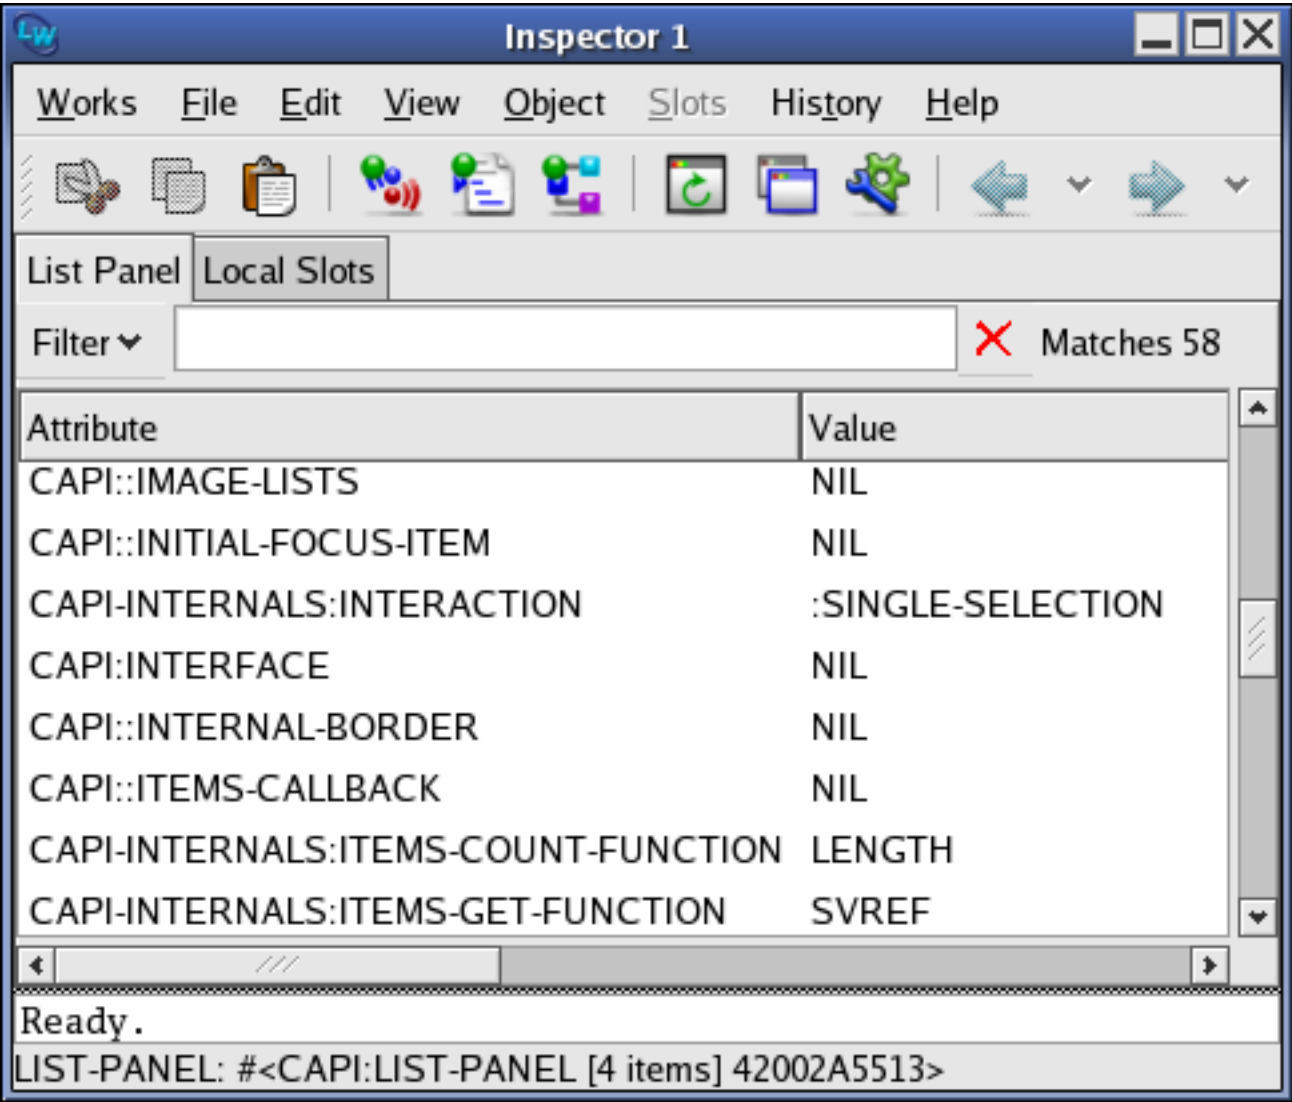 LW
Inspector 1
Works File Edit View Object Slots History Help
List Panel Local Slots
Filter Matches 58
Attribute Value
CAPI::IMAGE-LISTS NIL
CAPI::INITIAL-FOCUS-ITEM NIL
CAPI-INTERNALS:INTERACTION :SINGLE-SELECTION
CAPI:INTERFACE NIL
CAPI::INTERNAL-BORDER NIL
CAPI::ITEMS-CALLBACK NIL
CAPI-INTERNALS:ITEMS-COUNT-FUNCTION LENGTH
CAPI-INTERNALS:ITEMS-GET-FUNCTION SVREF
Ready.
LIST-PANEL: #<CAPI:LIST-PANEL [4 items] 42002A5513>